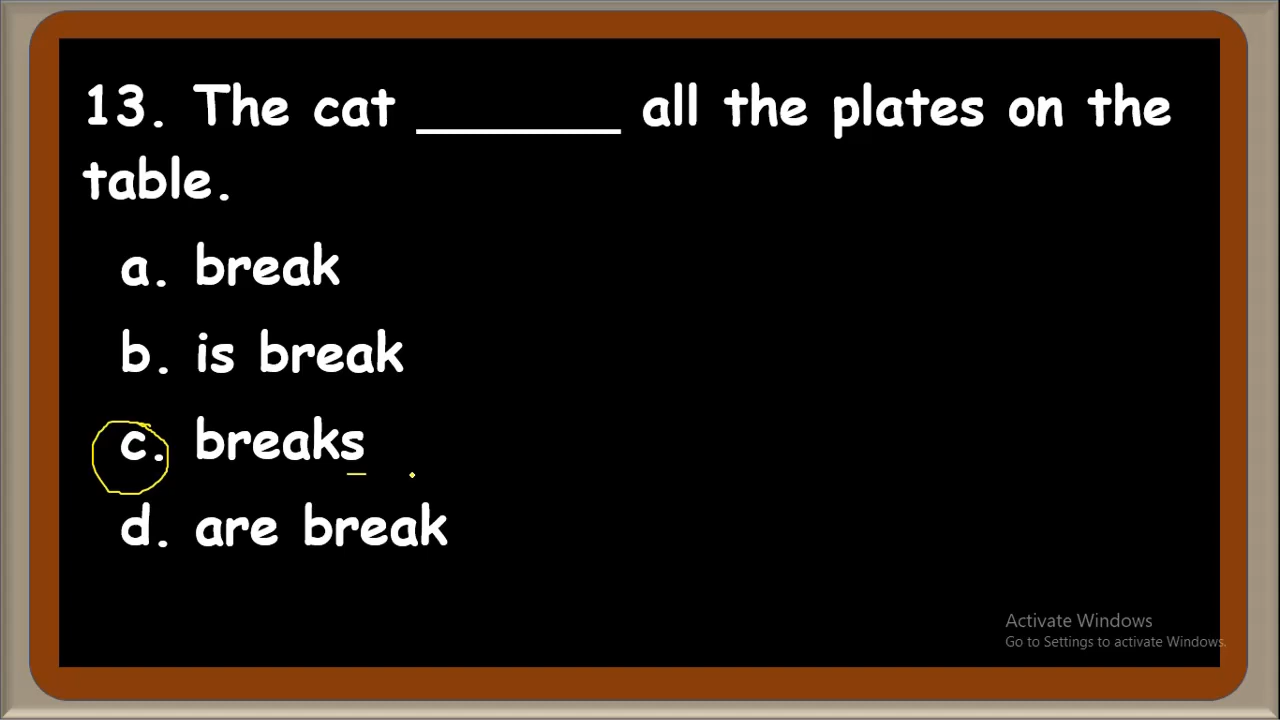 13. The cat _______ all the plates on the
table.
a. break
b. is break
c. breaks
d. are break
Activate Windows
Go to Settings to activate Windows.